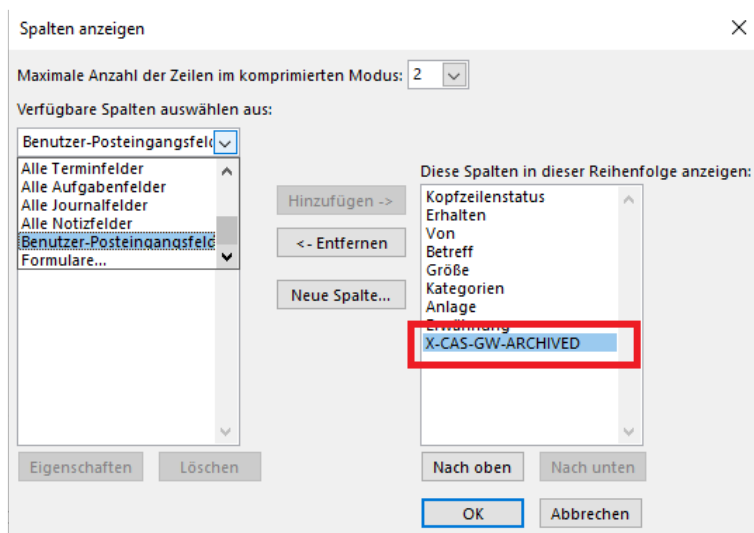 Spalten anzeigen
Maximale Anzahl der Zeilen im komprimierten Modus: 2
Verfügbare Spalten auswählen aus:
Benutzer-Posteingangsfeld
Alle Terminfelder
Alle Aufgabenfelder
Alle Journalfelder
Alle Notizfelder
Benutzer-Posteingangsfeld
Formulare...
Hinzufügen ->
<- Entfernen
Neue Spalte...
Eigenschaften
Löschen
Diese Spalten in dieser Reihenfolge anzeigen:
Kopfzeilenstatus
Erhalten
Von
Betreff
Größe
Kategorien
Anlage
Erwähnung
X-CAS-GW-ARCHIVED
Nach oben
Nach unten
OK
Abbrechen